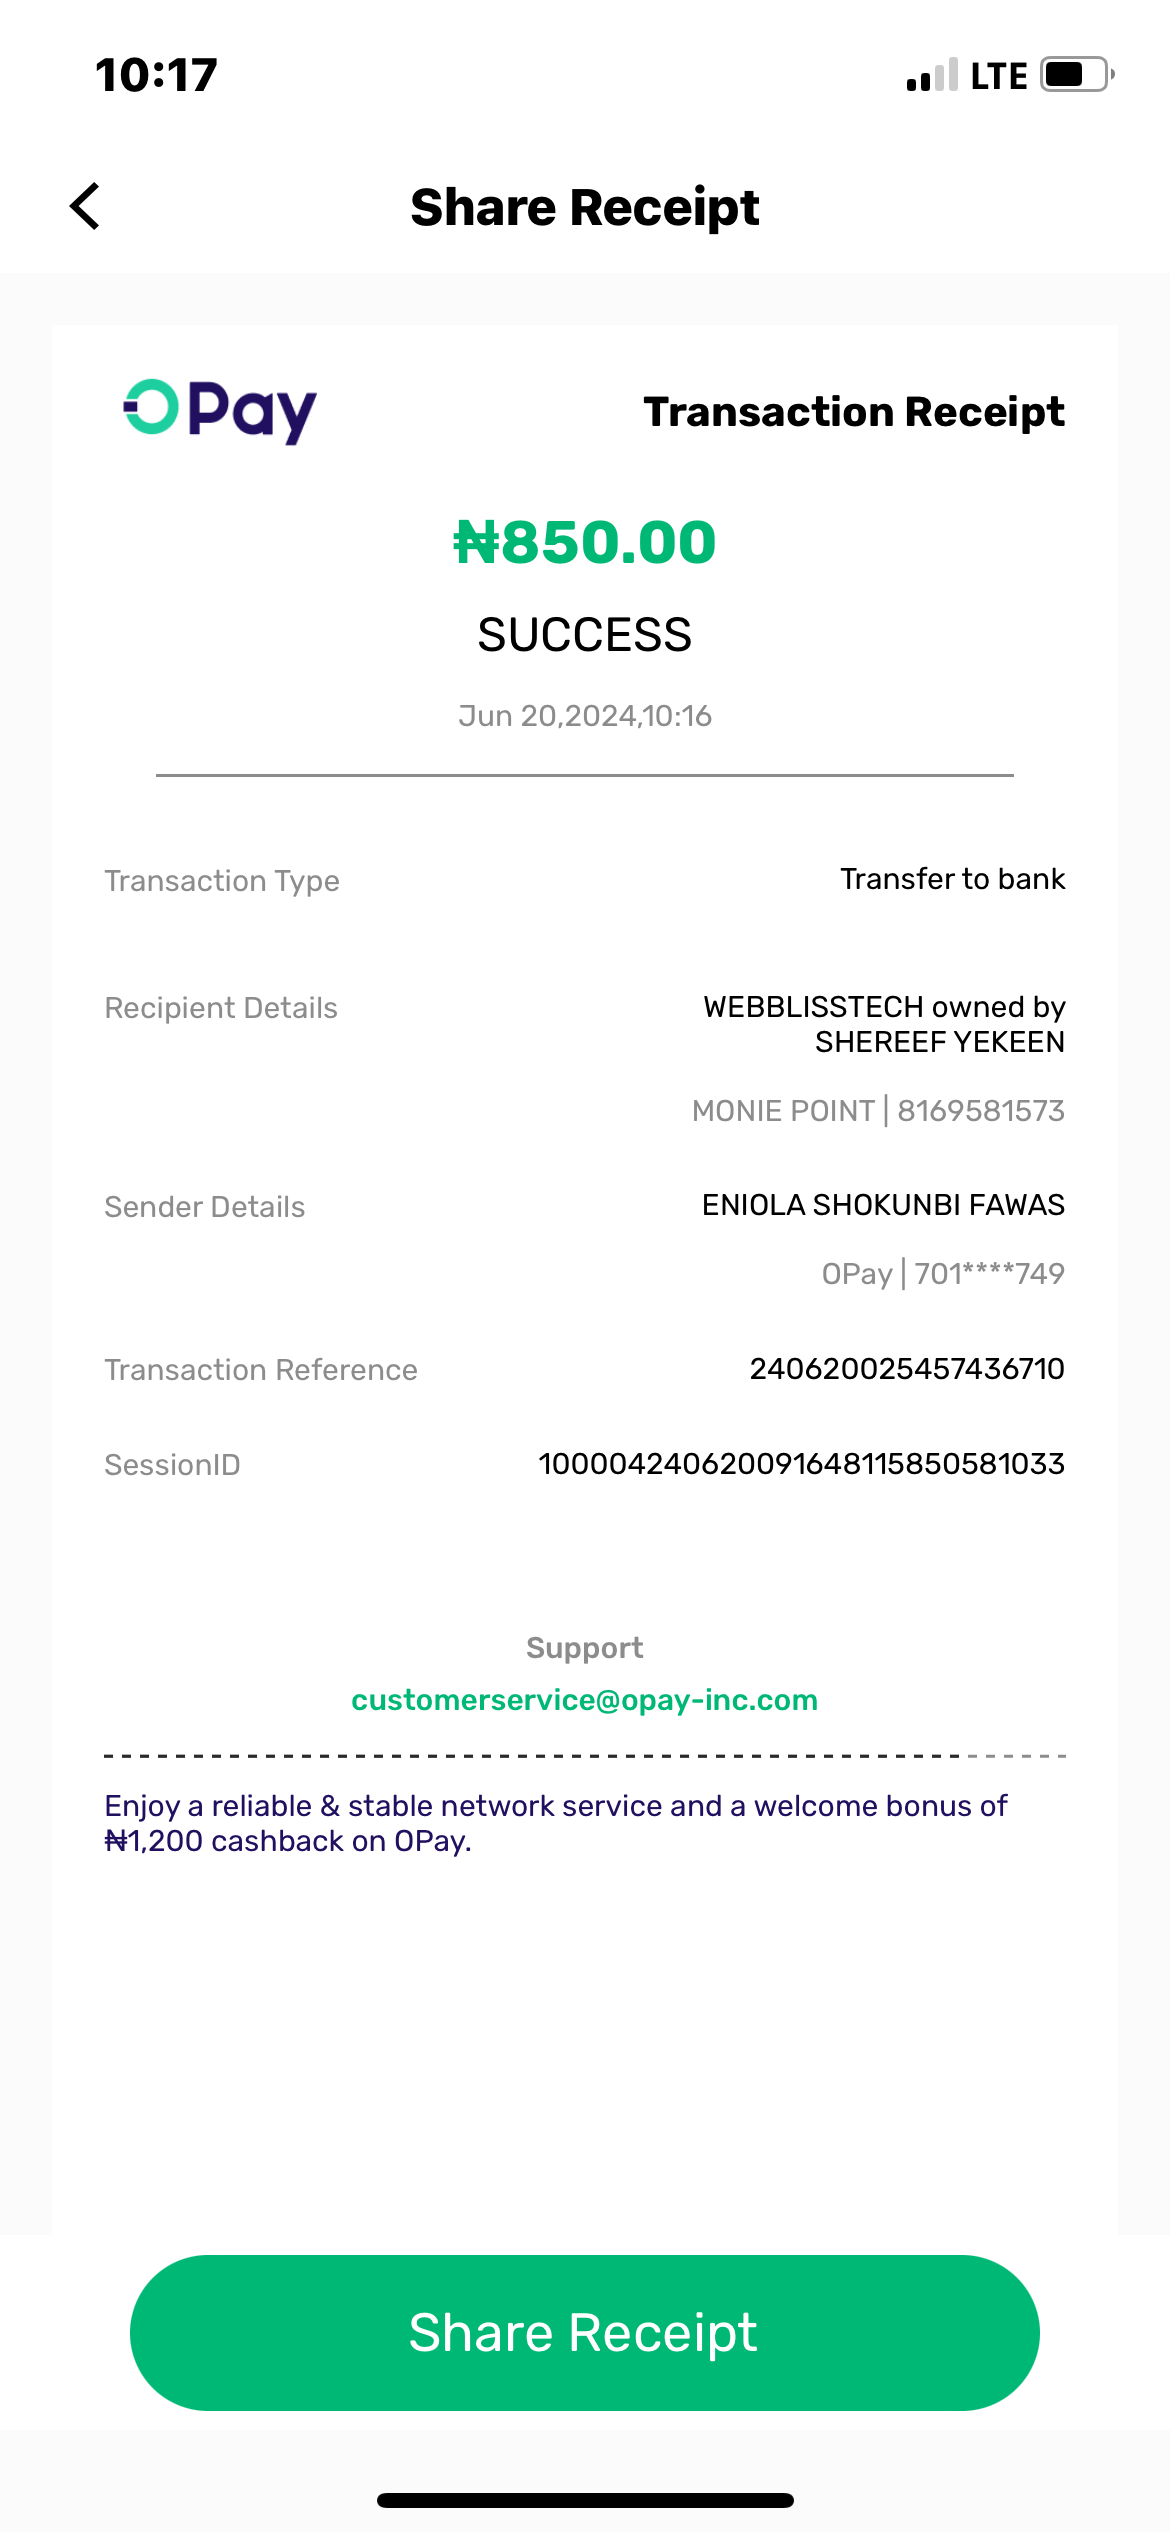 10:17
LTE
Share Receipt
OPay
Transaction Receipt
₦850.00
SUCCESS
Jun 20,2024,10:16
Transaction Type
Transfer to bank
Recipient Details
WEBBLISSTECH owned by
SHEREEF YEKEEN
MONIE POINT | 8169581573
Sender Details
ENIOLA SHOKUNBI FAWAS
OPay | 701****749
Transaction Reference
240620025457436710
SessionID
100004240620091648115850581033
Support
customerservice@opay-inc.com
Enjoy a reliable & stable network service and a welcome bonus of
₦1,200 cashback on OPay.
Share Receipt